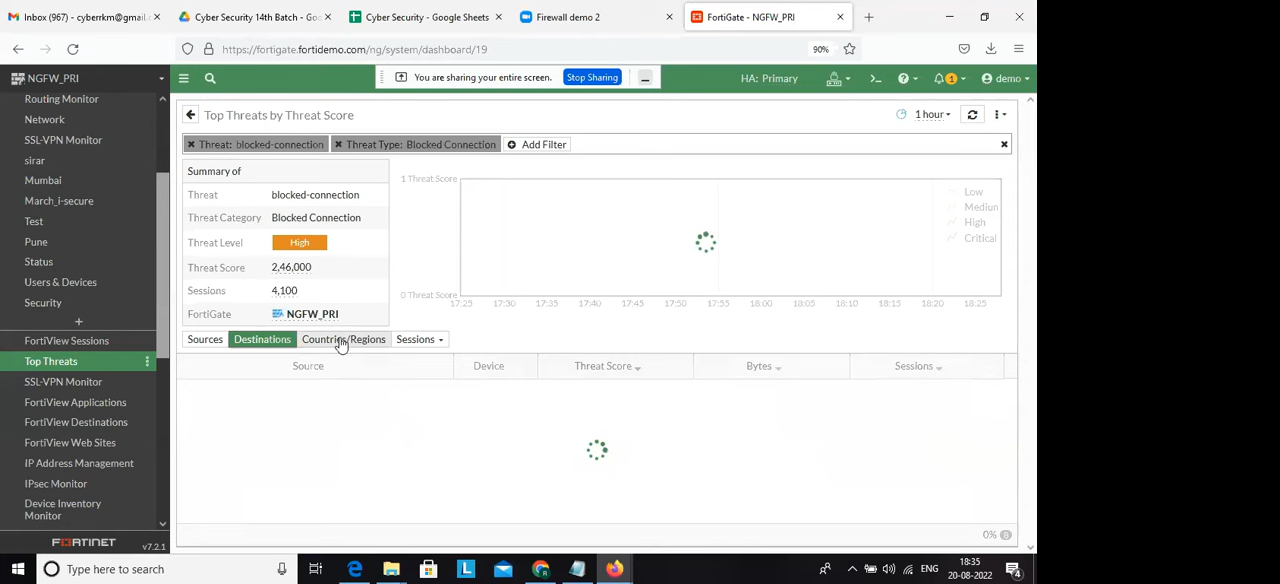 Inbox (967) - cyberrkm@gmail.c
Cyber Security 14th Batch - Goo
Cyber Security - Google Sheets
Firewall demo 2
FortiGate - NGFW_PRI
https://fortigate.fortidemo.com/ng/system/dashboard/19
90%
NGFW_PRI
You are sharing your entire screen.
Stop Sharing
HA: Primary
1
demo
Routing Monitor
Network
SSL-VPN Monitor
sirar
Mumbai
March_i-secure
Test
Pune
Status
Users & Devices
Security
+
FortiView Sessions
Top Threats
SSL-VPN Monitor
FortiView Applications
FortiView Destinations
FortiView Web Sites
IP Address Management
IPsec Monitor
Device Inventory
Monitor
FORTINET
v7.2.1
Top Threats by Threat Score
1 hour
Threat: blocked-connection
Threat Type: Blocked Connection
Add Filter
Summary of
Threat blocked-connection
Threat Category Blocked Connection
Threat Level High
Threat Score 2,46,000
Sessions 4,100
FortiGate NGFW_PRI
1 Threat Score
0 Threat Score
Low
Medium
High
Critical
17:25 17:30 17:35 17:40 17:45 17:50 17:55 18:00 18:05 18:10 18:15 18:20 18:25
Sources Destinations Countries/Regions Sessions
Source Device Threat Score Bytes Sessions
0% 0
Type here to search
ENG
18:35
20-08-2022
4